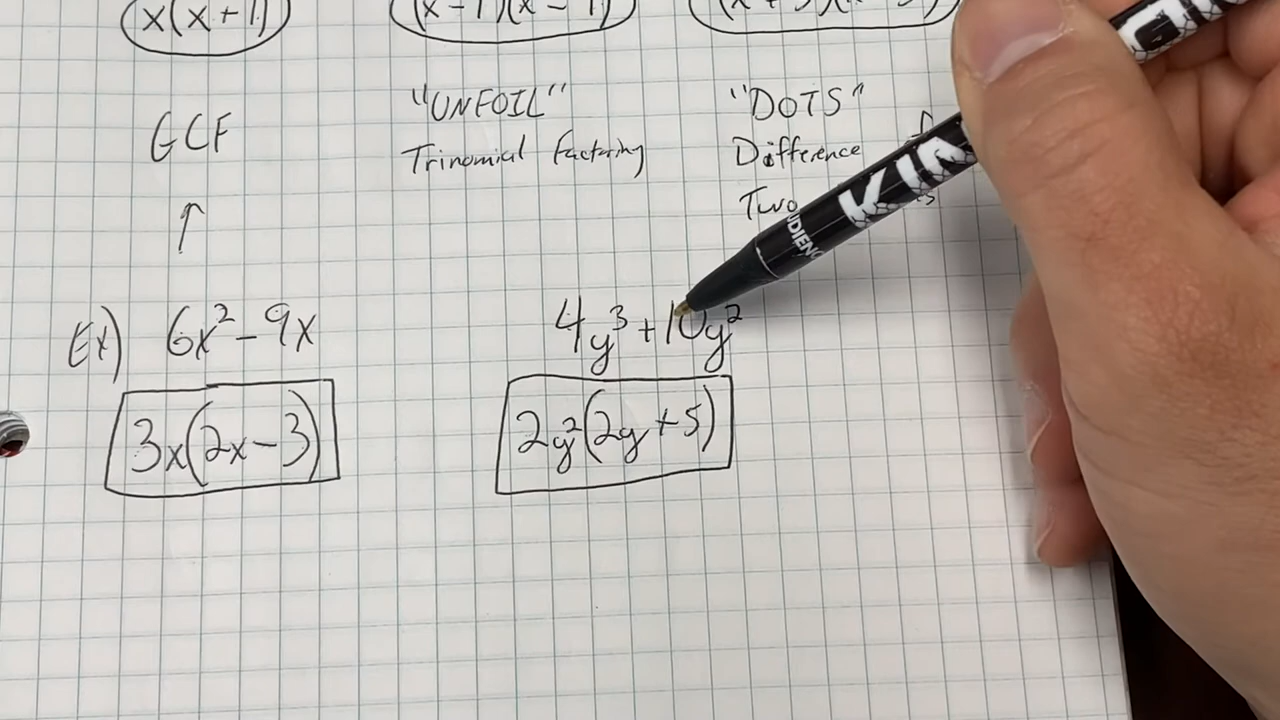 x(x+1)
"UNFOIL"
"DOTS"
GCF
Trinomial factoring
Difference
Two
↑
Ex) 6x²-9x
4y³+10y²
3x(2x-3)
2y²(2y+5)